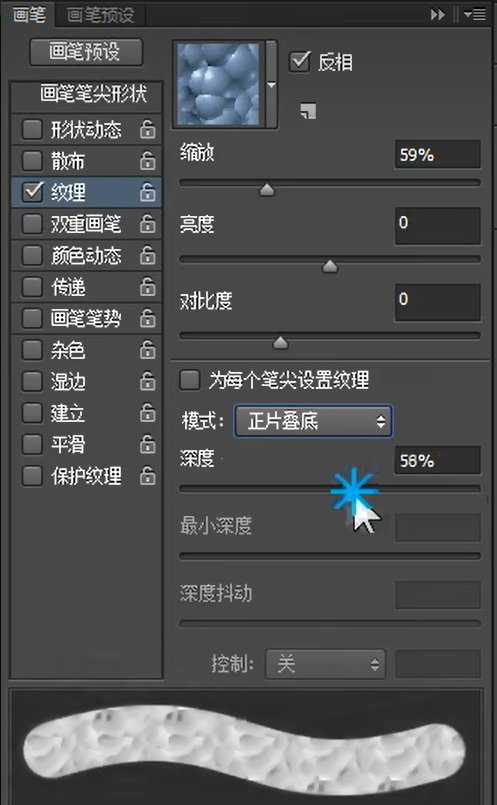 画笔 画笔预设
画笔预设
反相
画笔笔尖形状
形状动态
散布
纹理
双重画笔
颜色动态
传递
画笔笔势
杂色
湿边
建立
平滑
保护纹理
缩放 59%
亮度 0
对比度 0
为每个笔尖设置纹理
模式: 正片叠底
深度 58%
最小深度
深度抖动
控制: 关